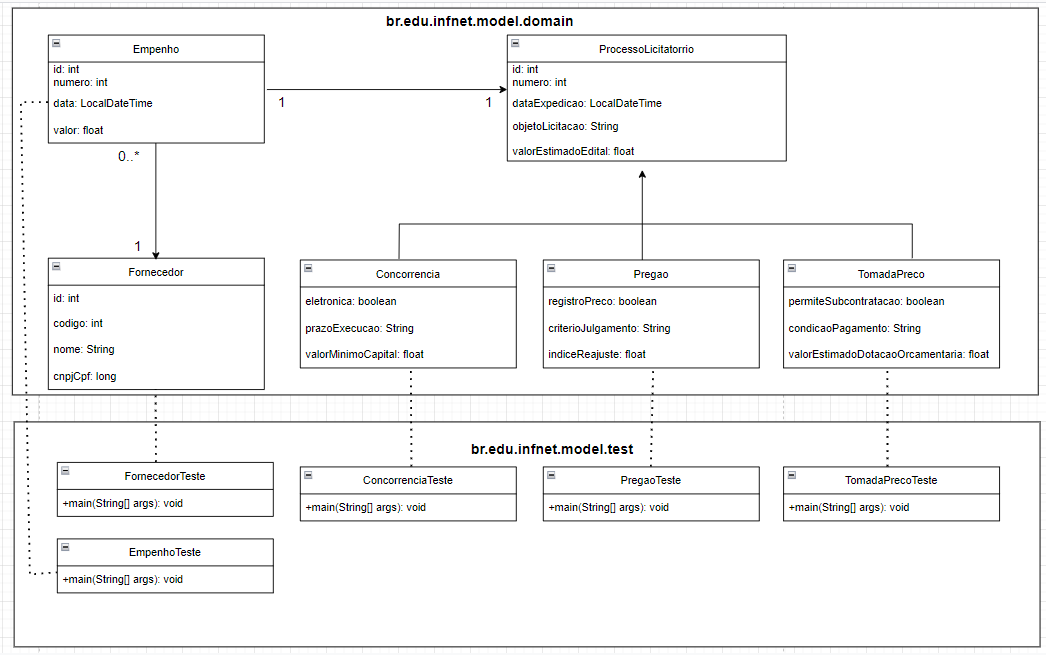 br.edu.infnet.model.domain
Empenho
id: int
numero: int
data: LocalDateTime
valor: float
ProcessoLicitatorrio
id: int
numero: int
dataExpedicao: LocalDateTime
objetoLicitacao: String
valorEstimadoEdital: float
1
1
0..*
1
Fornecedor
id: int
codigo: int
nome: String
cnpjCpf: long
Concorrencia
eletronica: boolean
prazoExecucao: String
valorMinimoCapital: float
Pregao
registroPreco: boolean
criterioJulgamento: String
indiceReajuste: float
TomadaPreco
permiteSubcontratacao: boolean
condicaoPagamento: String
valorEstimadoDotacaoOrcamentaria: float
br.edu.infnet.model.test
FornecedorTeste
+main(String[] args): void
ConcorrenciaTeste
+main(String[] args): void
PregaoTeste
+main(String[] args): void
TomadaPrecoTeste
+main(String[] args): void
EmpenhoTeste
+main(String[] args): void